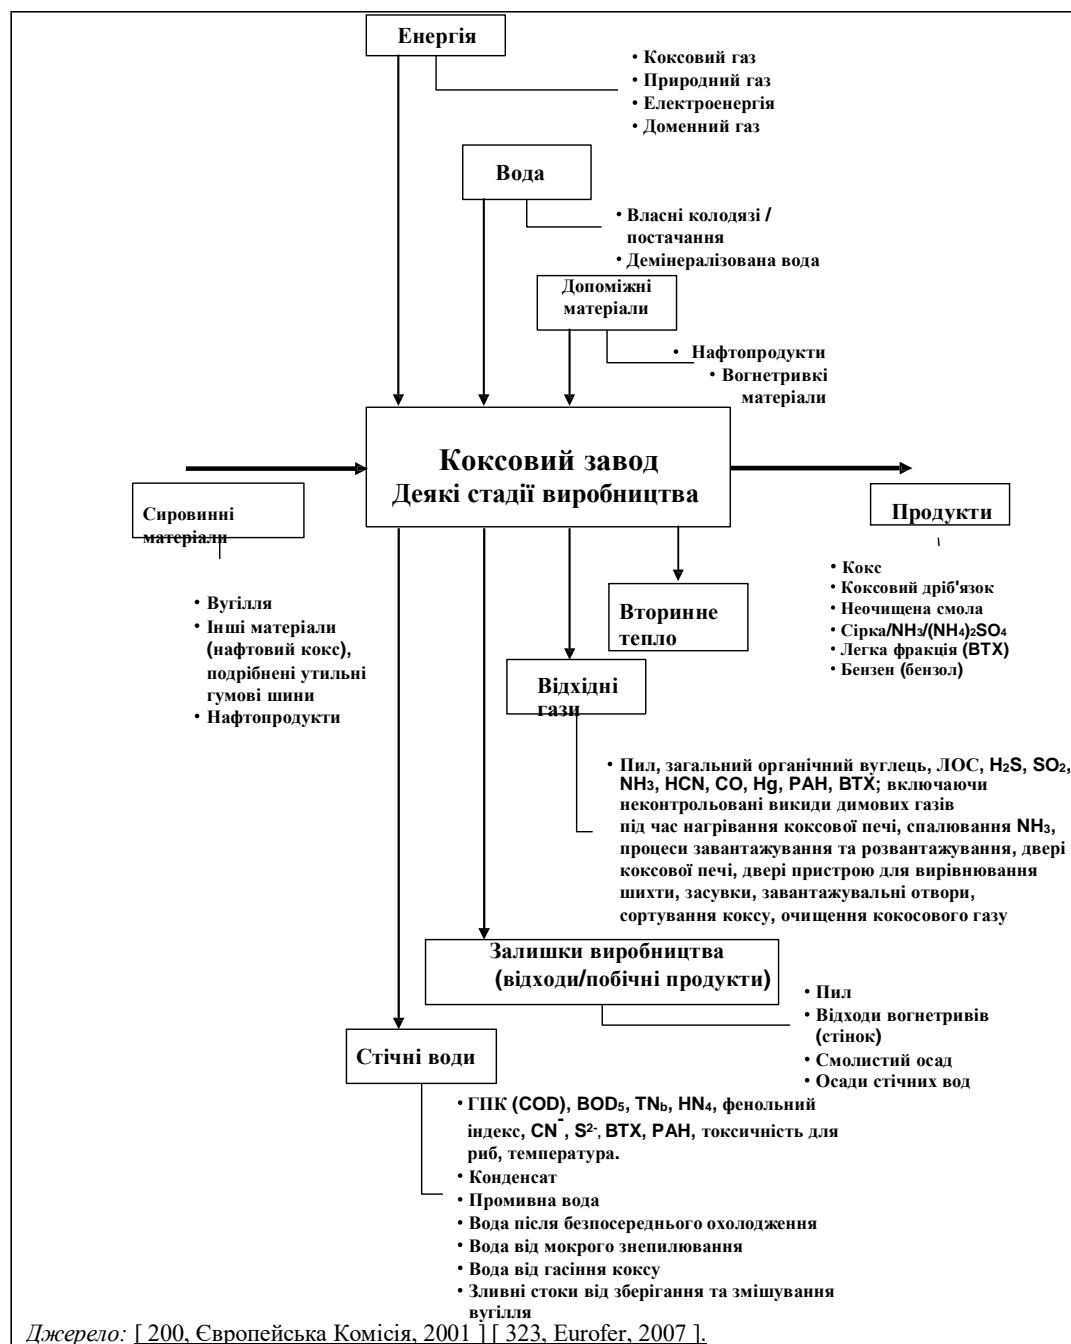 Енергія
• Коксовий газ
• Природний газ
• Електроенергія
• Доменний газ
Вода
• Власні колодязі /
постачання
• Демінералізована вода
Допоміжні
матеріали
• Нафтопродукти
• Вогнетривкі
матеріали
Коксовий завод
Деякі стадії виробництва
Сировинні
матеріали
• Вугілля
• Інші матеріали
(нафтовий кокс),
подрібнені утильні
гумові шини
• Нафтопродукти
Продукти
• Кокс
• Коксовий дріб'язок
• Неочищена смола
• Сірка/NH₃/(NH₄)₂SO₄
• Легка фракція (BTX)
• Бензен (бензол)
Вторинне
тепло
Відхідні
гази
• Пил, загальний органічний вуглець, ЛОС, H₂S, SO₂,
NH₃, HCN, CO, Hg, PAH, BTX; включаючи
неконтрольовані викиди димових газів
під час нагрівання коксової печі, спалювання NH₃,
процеси завантажування та розвантажування, двері
коксової печі, двері пристрою для вирівнювання
шихти, засувки, завантажувальні отвори,
сортування коксу, очищення кокосового газу
Залишки виробництва
(відходи/побічні продукти)
• Пил
• Відходи вогнетривів
(стінок)
• Смолистий осад
• Осади стічних вод
Стічні води
• ГПК (COD), BOD₅, TN_b, HN₄, фенольний
індекс, CN⁻, S²⁻, BTX, PAH, токсичність для
риб, температура.
• Конденсат
• Промивна вода
• Вода після безпосереднього охолодження
• Вода від мокрого знепилювання
• Вода від гасіння коксу
• Зливні стоки від зберігання та змішування
вугілля
Джерело: [ 200, Європейська Комісія, 2001 ] [ 323, Eurofer, 2007 ].